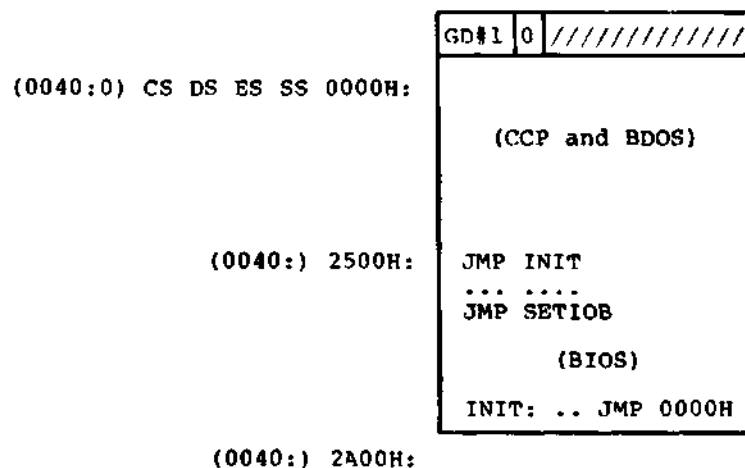 GD#1 0 /////////////
(0040:0) CS DS ES SS 0000H:
(CCP and BDOS)
(0040:) 2500H: JMP INIT
... ....
JMP SETIOB
(BIOS)
INIT: .. JMP 0000H
(0040:) 2A00H: